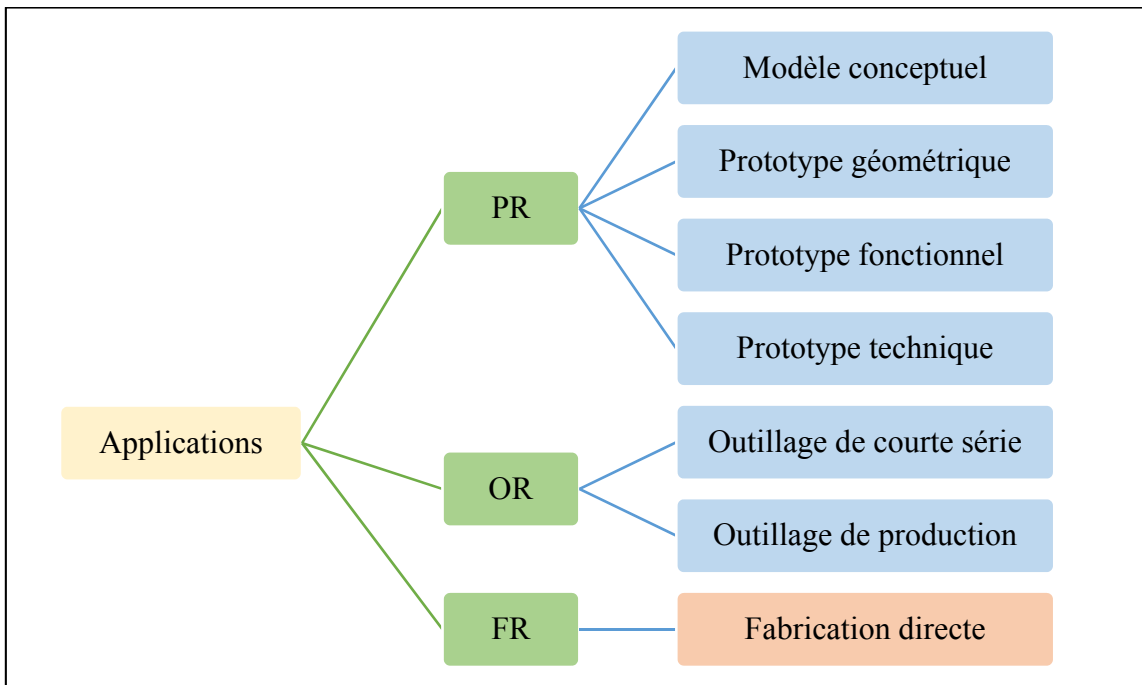 Applications
PR
Modèle conceptuel
Prototype géométrique
Prototype fonctionnel
Prototype technique
OR
Outillage de courte série
Outillage de production
FR
Fabrication directe